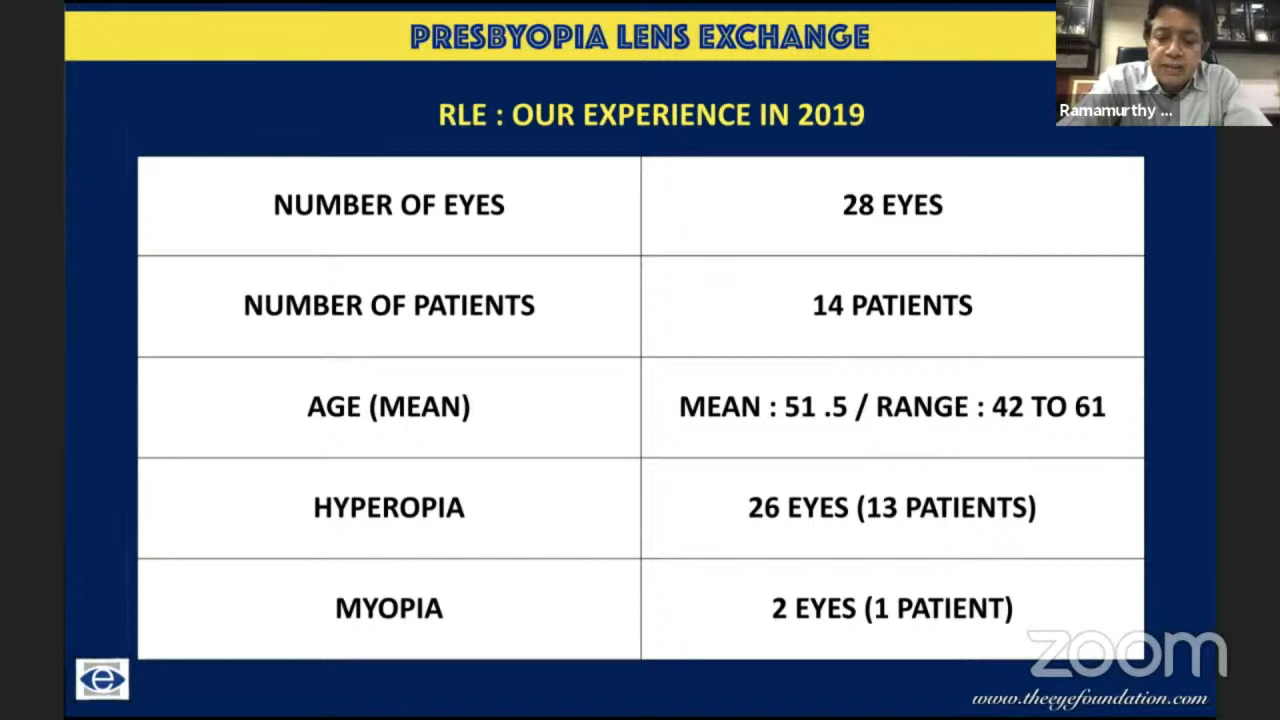 PRESBYOPIA LENS EXCHANGE
Ramamurthy ...
RLE : OUR EXPERIENCE IN 2019
NUMBER OF EYES
28 EYES
NUMBER OF PATIENTS
14 PATIENTS
AGE (MEAN)
MEAN : 51 .5 / RANGE : 42 TO 61
HYPEROPIA
26 EYES (13 PATIENTS)
MYOPIA
2 EYES (1 PATIENT)
zoom
www.theeyefoundation.com